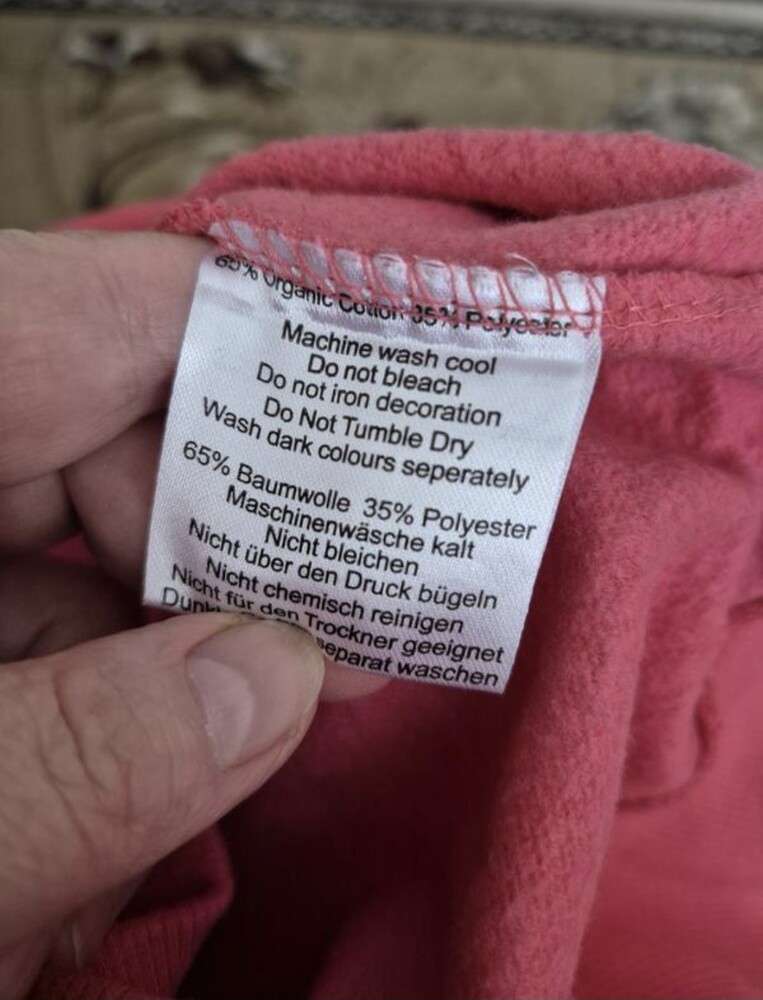 65% Organic Cotton 35% Polyester
Machine wash cool
Do not bleach
Do not iron decoration
Do Not Tumble Dry
Wash dark colours seperately
65% Baumwolle 35% Polyester
Maschinenwäsche kalt
Nicht bleichen
Nicht über den Druck bügeln
Nicht chemisch reinigen
Nicht für den Trockner geeignet
separat waschen